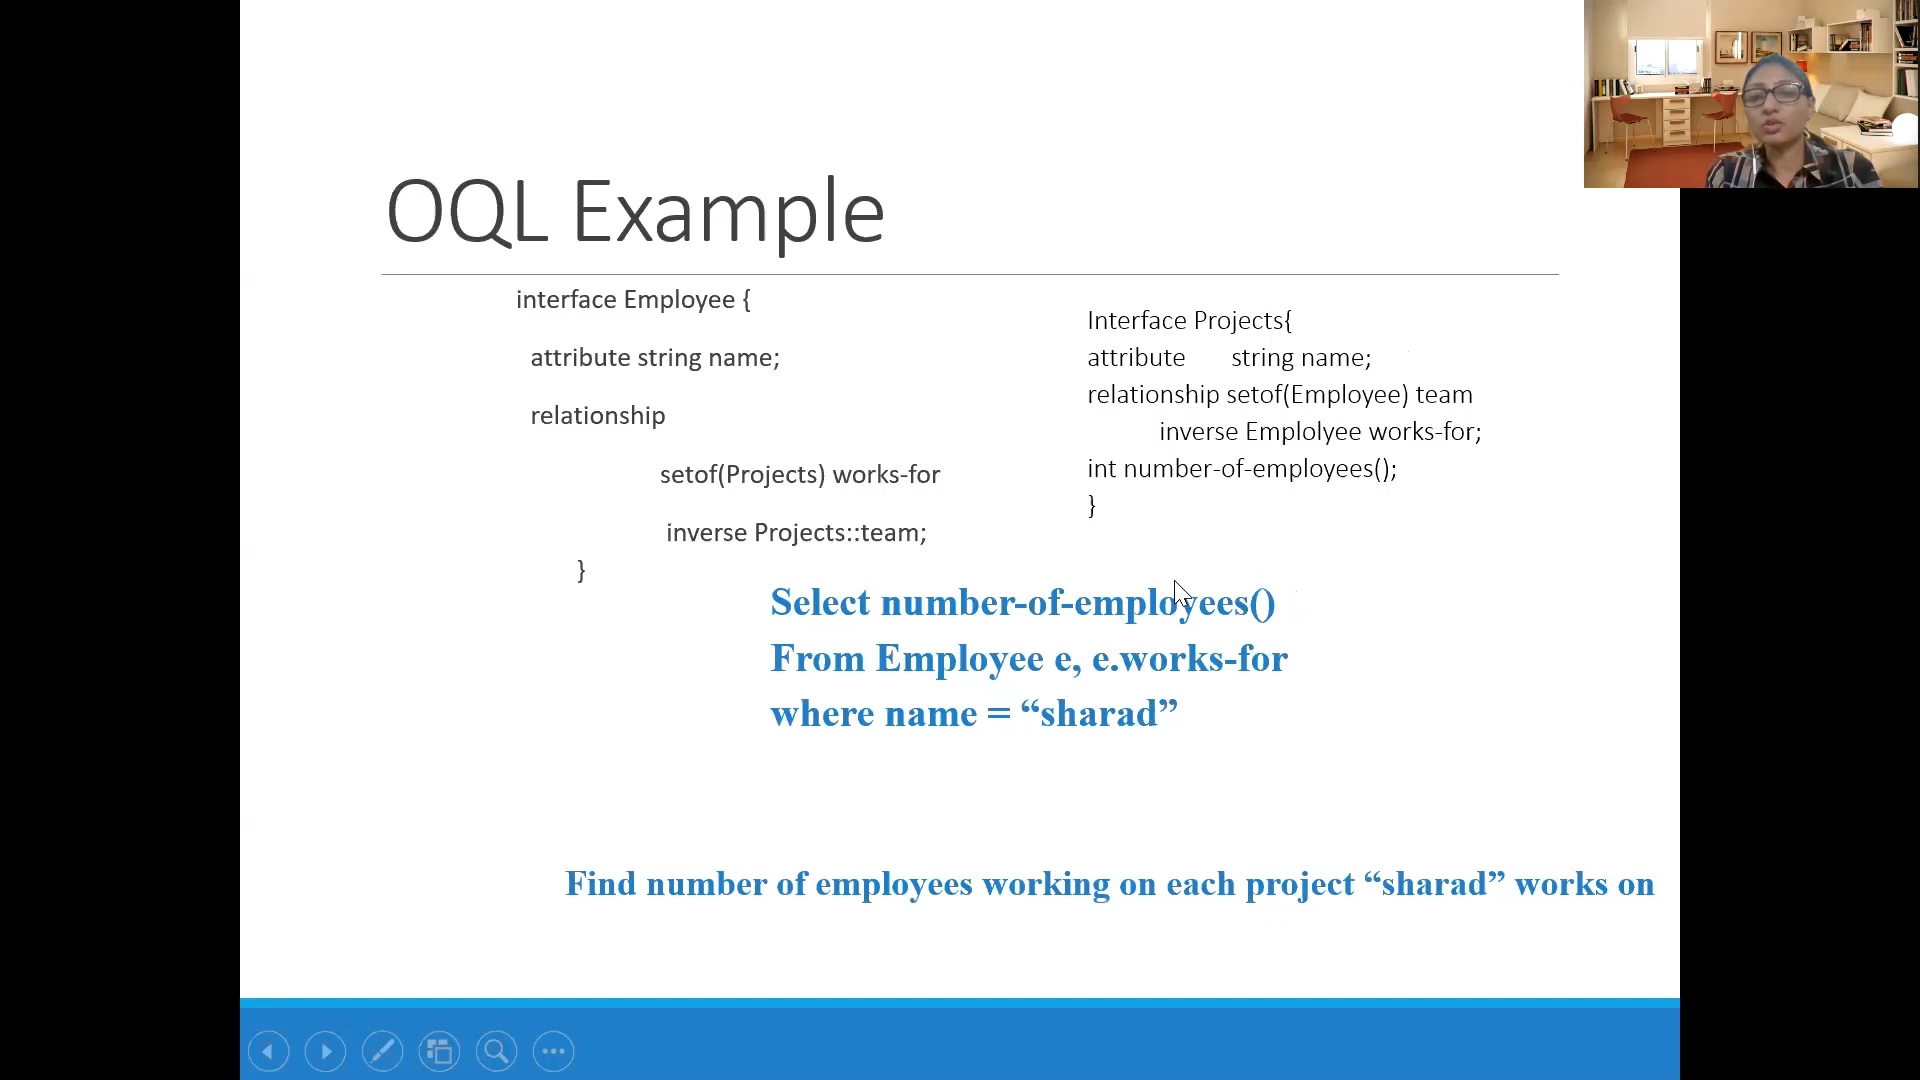 OQL Example
interface Employee {
attribute string name;
relationship
setof(Projects) works-for
inverse Projects::team;
}
Interface Projects{
attribute string name;
relationship setof(Employee) team
inverse Emplolyee works-for;
int number-of-employees();
}
Select number-of-employees()
From Employee e, e.works-for
where name = “sharad”
Find number of employees working on each project “sharad” works on